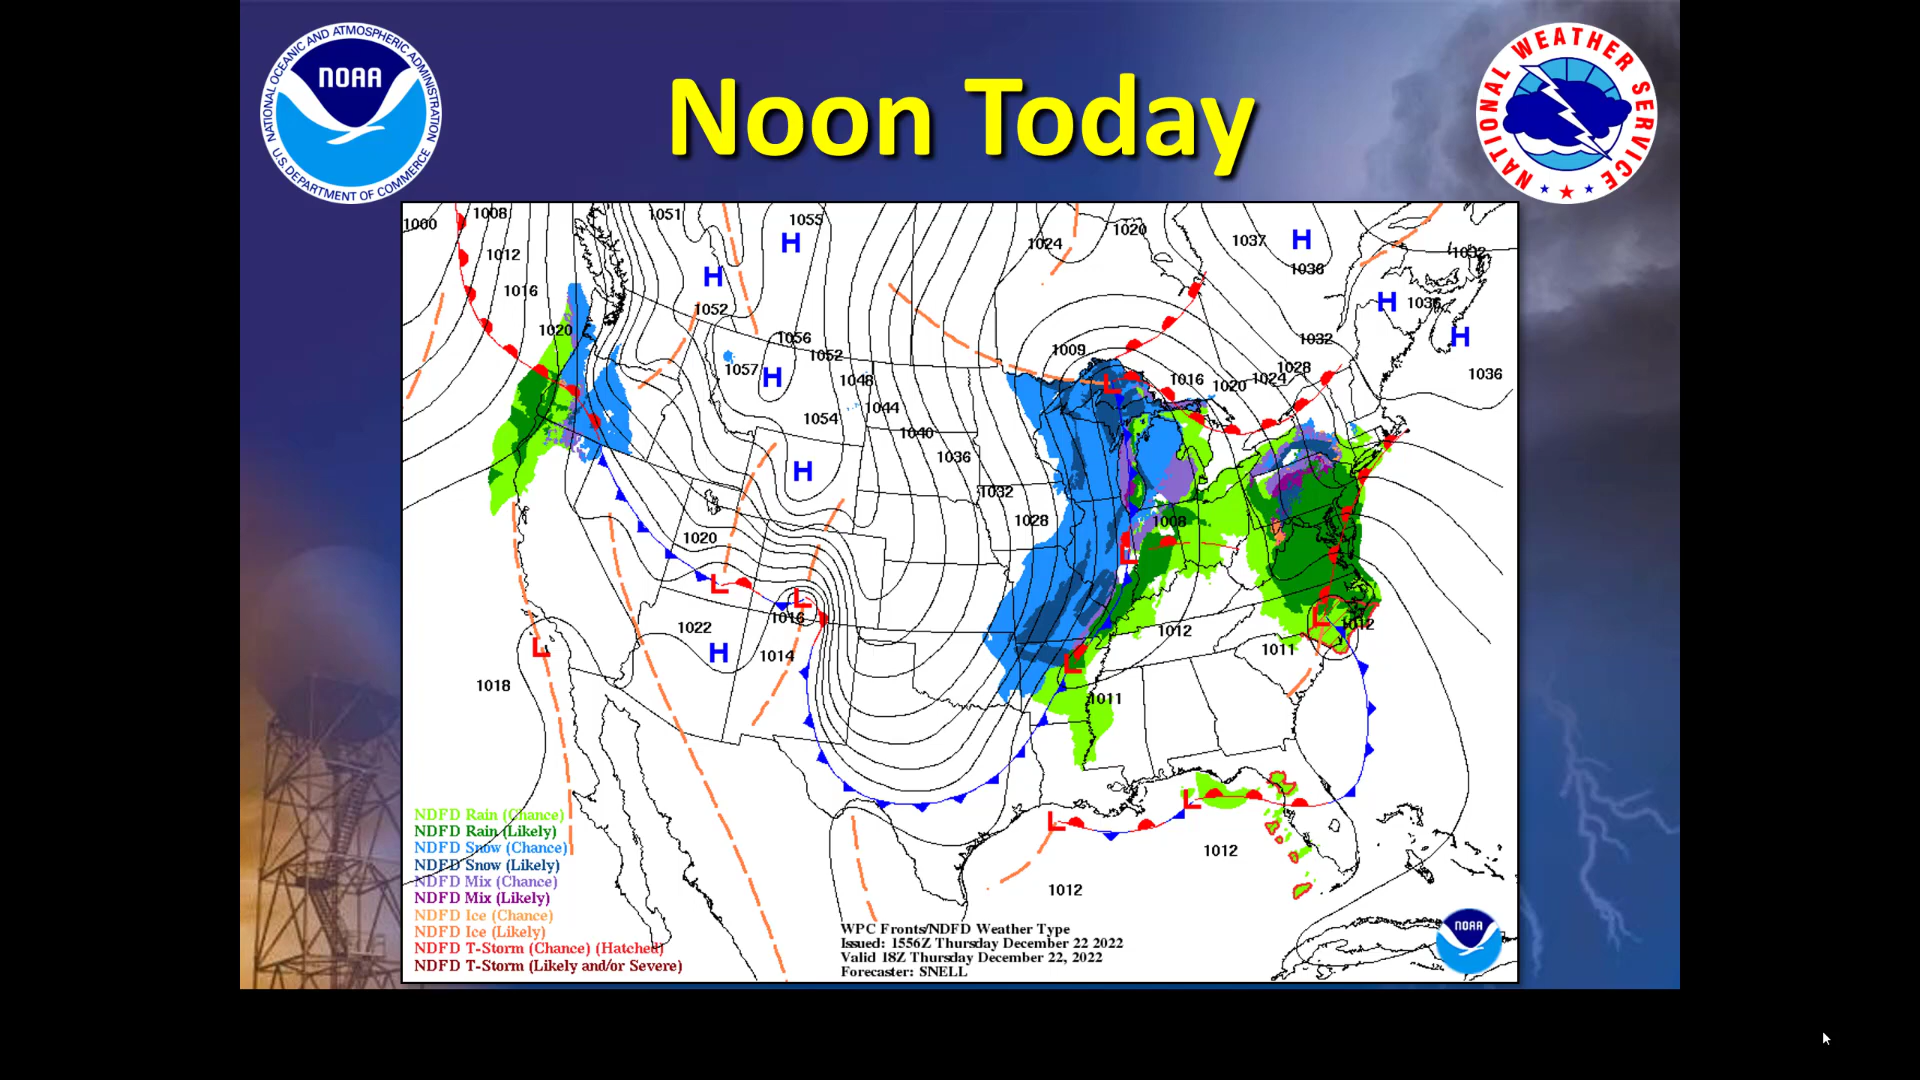 NATIONAL OCEANIC AND ATMOSPHERIC ADMINISTRATION
NOAA
U.S. DEPARTMENT OF COMMERCE
Noon Today
NATIONAL WEATHER SERVICE
1000
1008
1051
1055
1024
1020
1037
H
1012
H
H
1038
1032
1016
1052
H
1036
1020
1056
1032
H
1057
H
1052
1009
1028
1048
L
1016
1020
1024
1036
1054
1044
1040
H
1036
1032
1028
1008
1020
L
L
L
1016
L
1012
1022
1012
L
H
1014
L
1011
1018
1011
L
L
1012
1012
NDFD Rain (Chance)
NDFD Rain (Likely)
NDFD Snow (Chance)
NDFD Snow (Likely)
NDFD Mix (Chance)
NDFD Mix (Likely)
NDFD Ice (Chance)
NDFD Ice (Likely)
NDFD T-Storm (Chance) (Hatched)
NDFD T-Storm (Likely and/or Severe)
WPC Fronts/NDFD Weather Type
Issued: 1556Z Thursday December 22 2022
Valid 18Z Thursday December 22, 2022
Forecaster: SNELL
NOAA